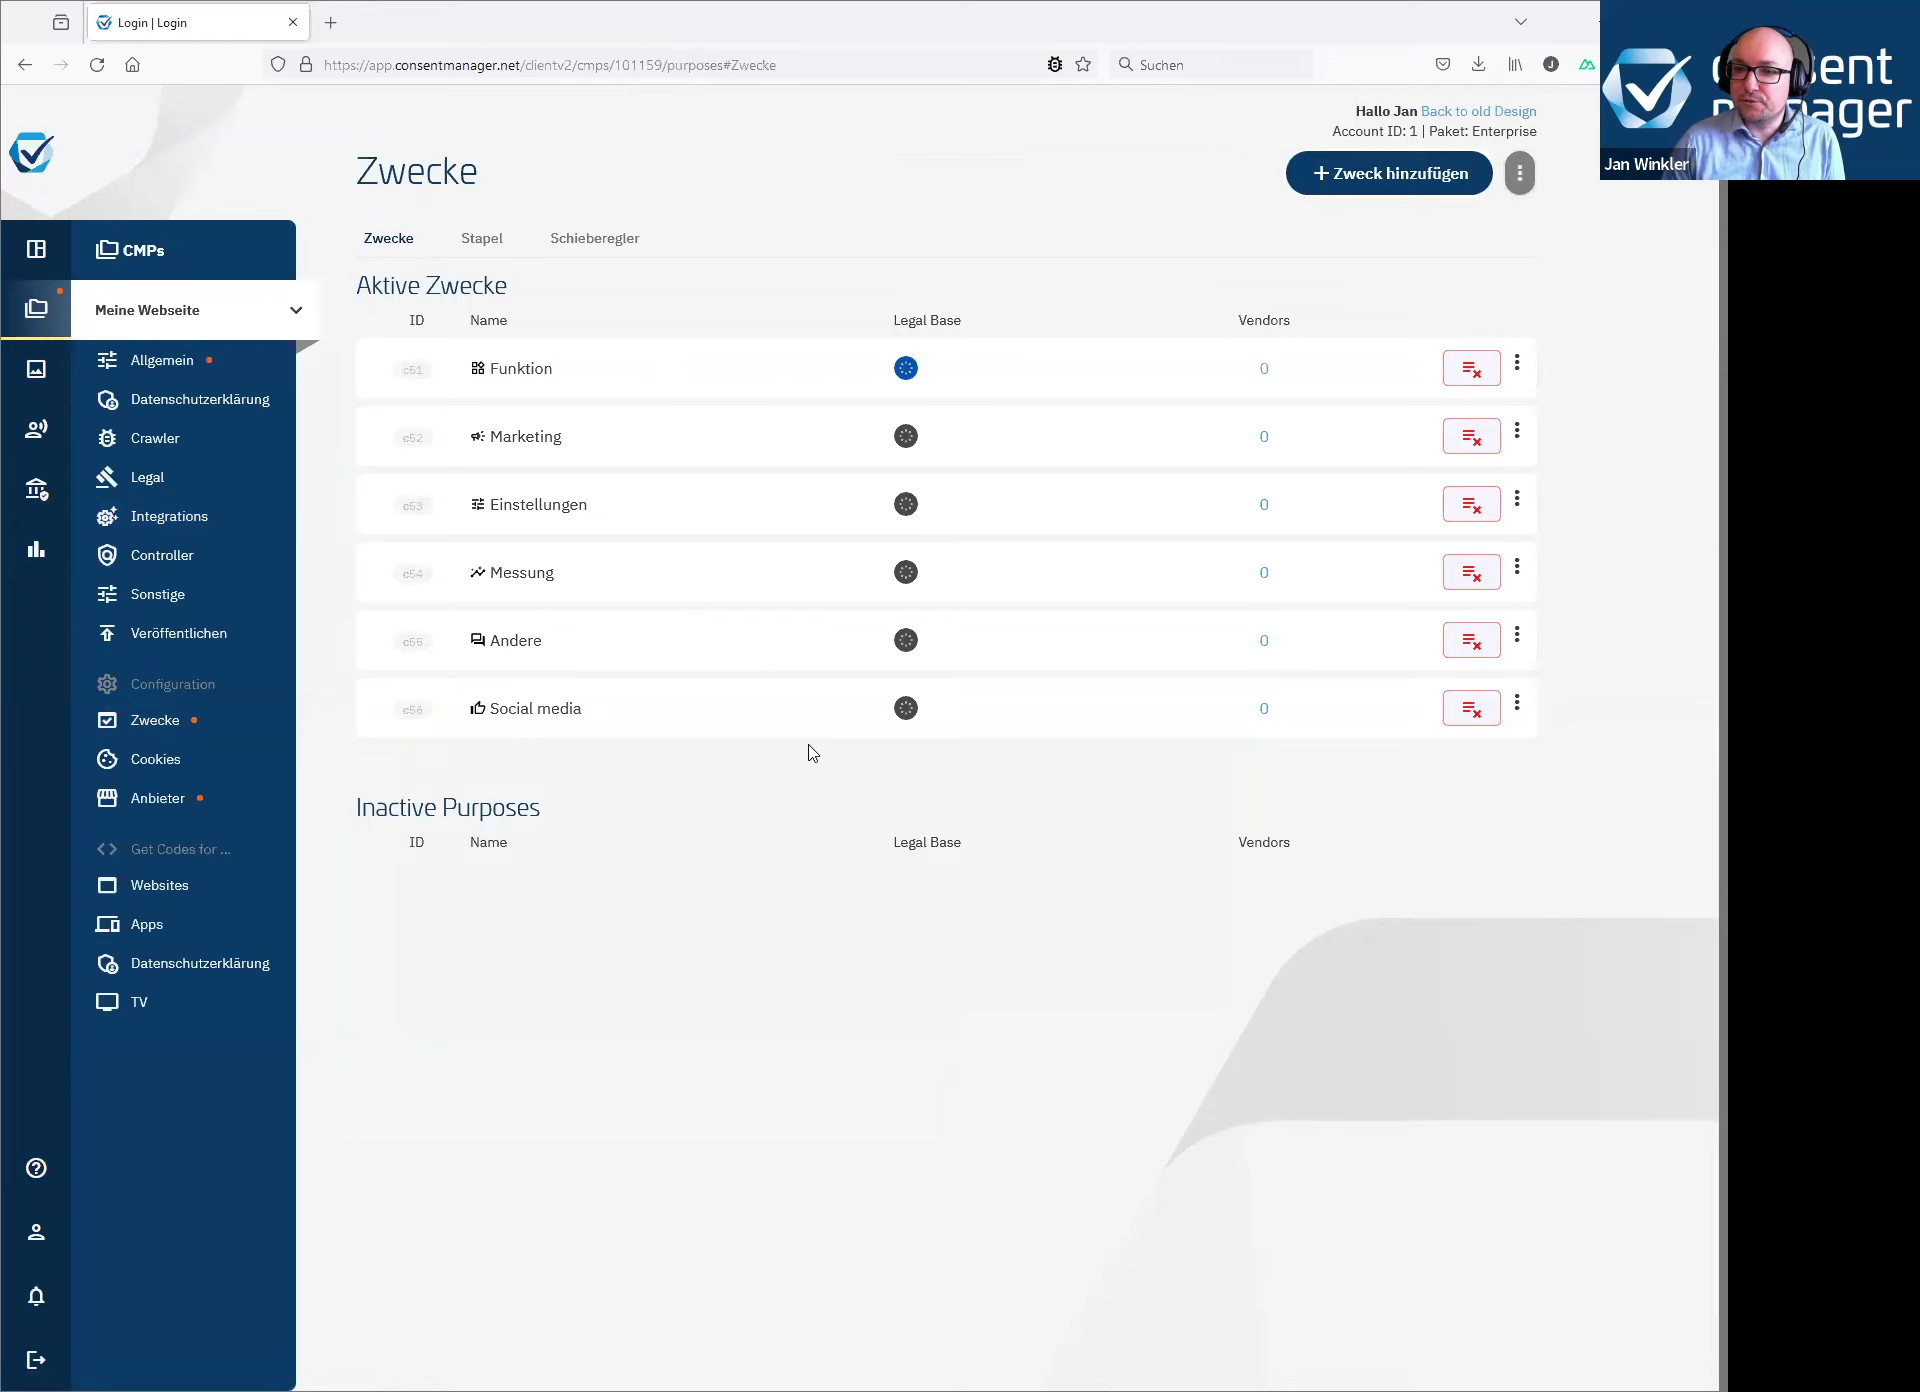 Login | Login
https://app.consentmanager.net/clientv2/cmps/101159/purposes#Zwecke
Suchen
J
Jan Winkler
Hallo Jan Back to old Design
Account ID: 1 | Paket: Enterprise
Zwecke
Zweck hinzufügen
Zwecke
Stapel
Schieberegler
CMPs
Meine Webseite
Allgemein
Datenschutzerklärung
Crawler
Legal
Integrations
Controller
Sonstige
Veröffentlichen
Configuration
Zwecke
Cookies
Anbieter
Get Codes for ...
Websites
Apps
Datenschutzerklärung
TV
Aktive Zwecke
ID Name Legal Base Vendors
c51 Funktion 0
c52 Marketing 0
c53 Einstellungen 0
c54 Messung 0
c55 Andere 0
c56 Social media 0
Inactive Purposes
ID Name Legal Base Vendors